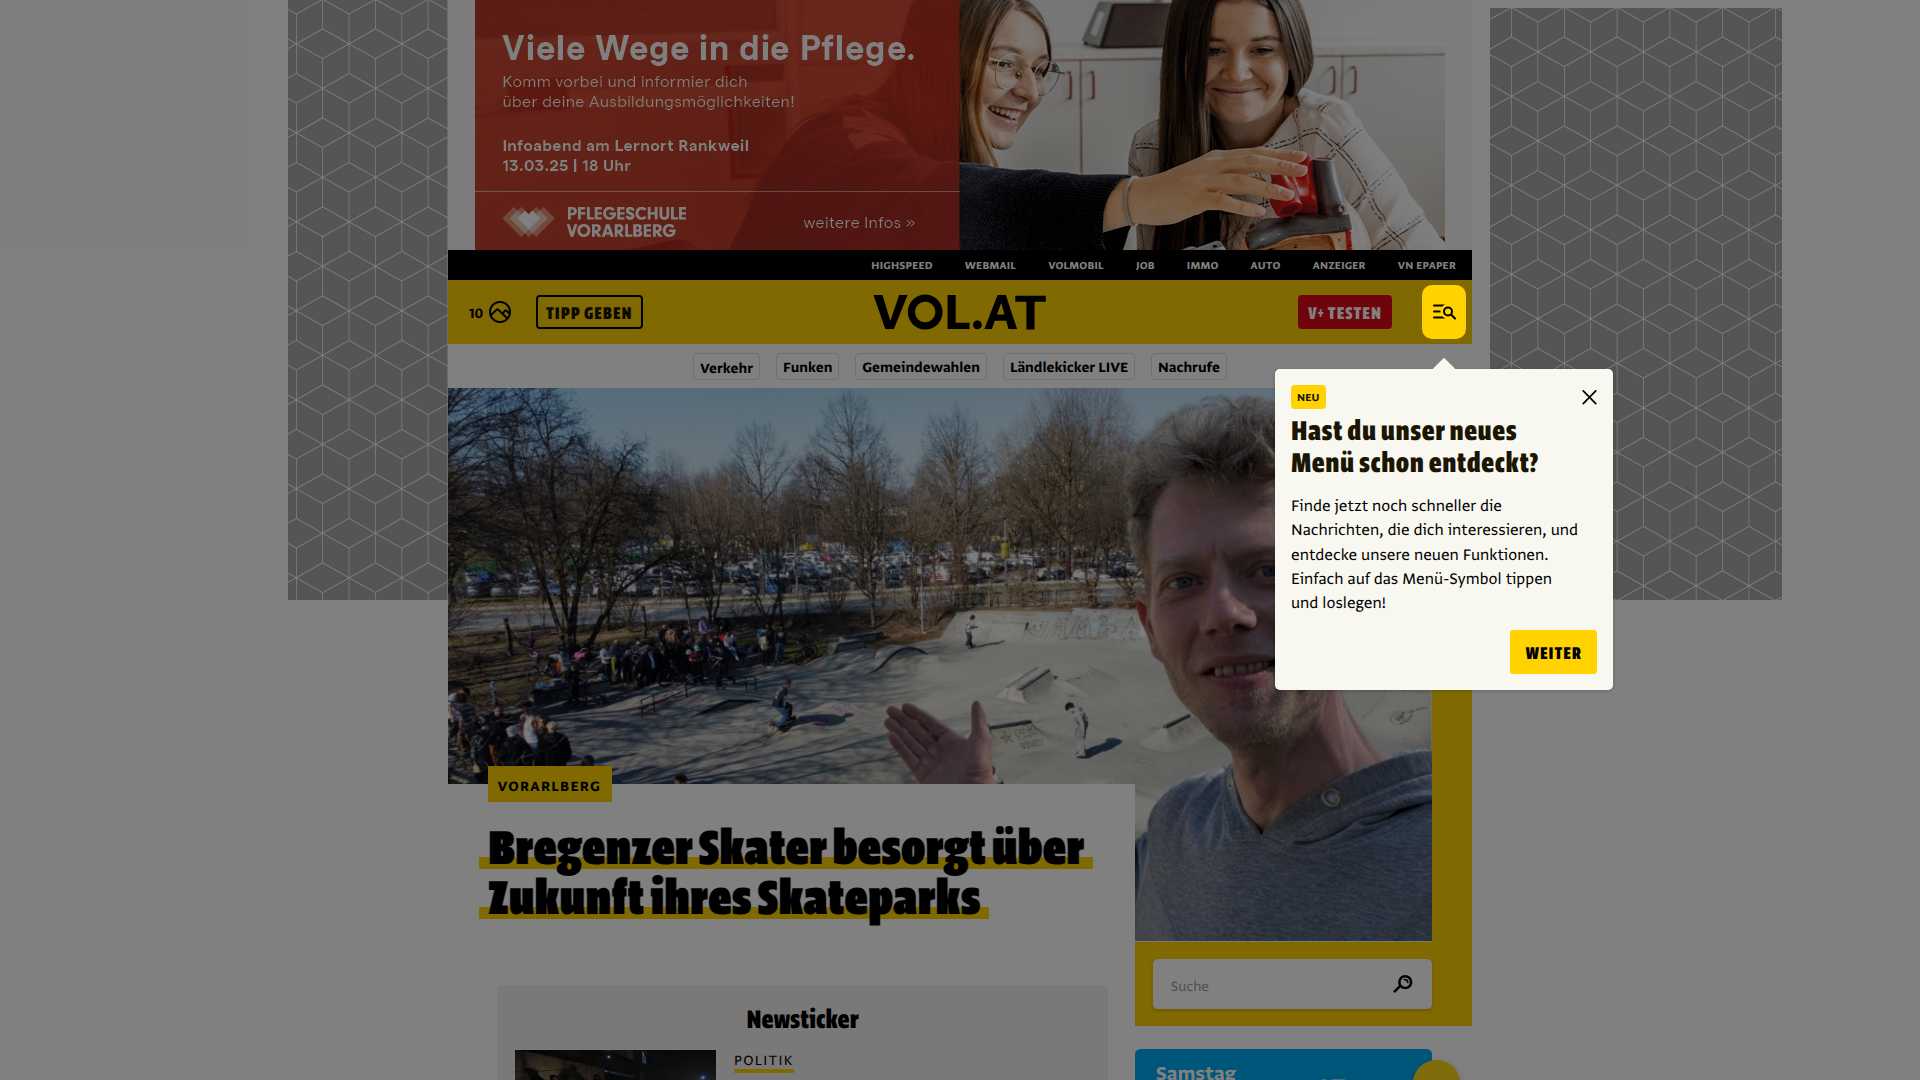 Viele Wege in die Pflege.
Komm vorbei und informier dich
über deine Ausbildungsmöglichkeiten!
Infoabend am Lernort Rankweil
13.03.25 | 18 Uhr
PFLEGESCHULE
VORARLBERG
weitere Infos »
HIGHSPEED WEBMAIL VOLMOBIL JOB IMMO AUTO ANZEIGER VN EPAPER
10 TIPP GEBEN VOL.AT V+ TESTEN
Verkehr Funken Gemeindewahlen Ländlekicker LIVE Nachrufe
NEU
Hast du unser neues
Menü schon entdeckt?
Finde jetzt noch schneller die
Nachrichten, die dich interessieren, und
entdecke unsere neuen Funktionen.
Einfach auf das Menü-Symbol tippen
und loslegen!
WEITER
VORARLBERG
Bregenzer Skater besorgt über
Zukunft ihres Skateparks
Suche
Newsticker
POLITIK
Samstag